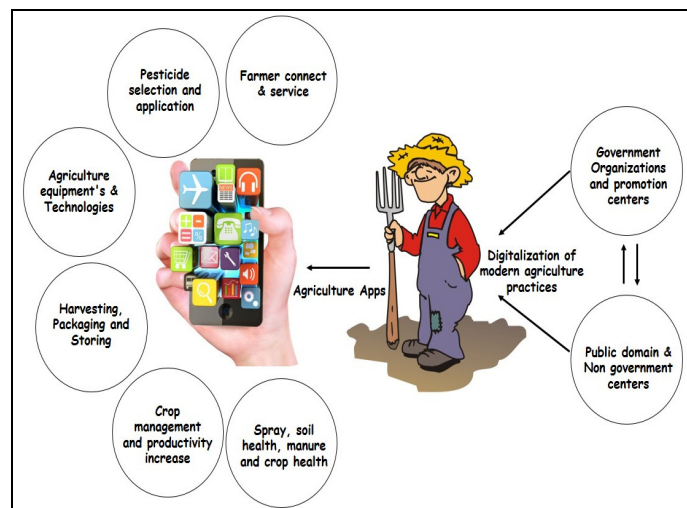 Pesticide
selection and
application
Farmer connect
& service
Agriculture
equipment's &
Technologies
Harvesting,
Packaging and
Storing
Crop
management
and productivity
increase
Spray, soil
health, manure
and crop health
Agriculture Apps
Digitalization of
modern agriculture
practices
Government
Organizations
and promotion
centers
Public domain &
Non government
centers